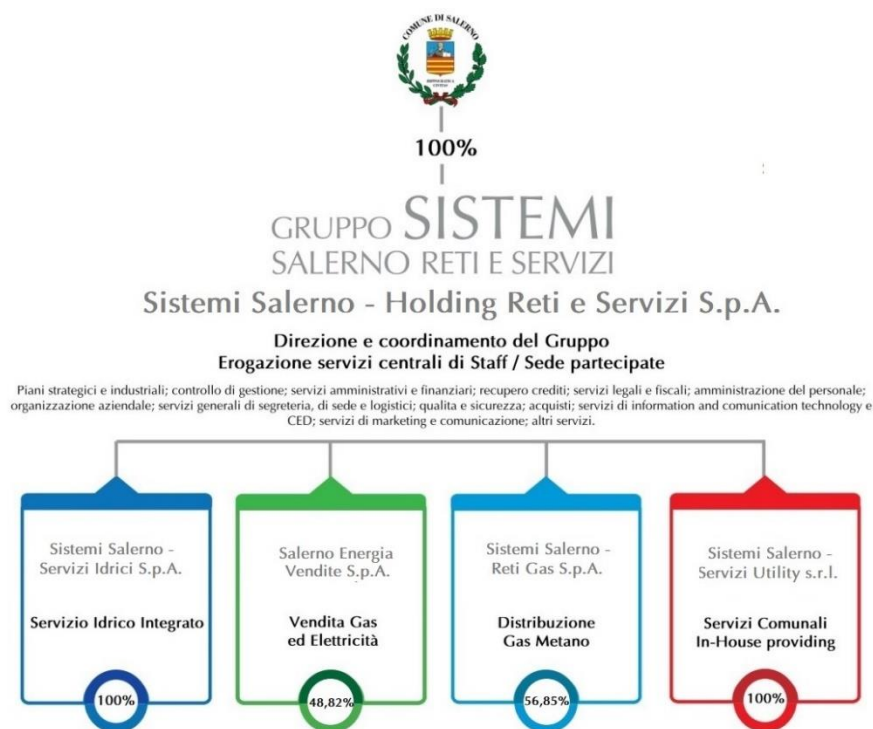 COMUNE DI SALERNO
HIPPOCRATICA
CIVITAS
100%
GRUPPO SISTEMI
SALERNO RETI E SERVIZI
Sistemi Salerno - Holding Reti e Servizi S.p.A.
Direzione e coordinamento del Gruppo
Erogazione servizi centrali di Staff / Sede partecipate
Piani strategici e industriali; controllo di gestione; servizi amministrativi e finanziari; recupero crediti; servizi legali e fiscali; amministrazione del personale;
organizzazione aziendale; servizi generali di segreteria, di sede e logistici; qualita e sicurezza; acquisti; servizi di information and comunication technology e
CED; servizi di marketing e comunicazione; altri servizi.
Sistemi Salerno -
Servizi Idrici S.p.A.
Servizio Idrico Integrato
100%
Salerno Energia
Vendite S.p.A.
Vendita Gas
ed Elettricità
48,82%
Sistemi Salerno -
Reti Gas S.p.A.
Distribuzione
Gas Metano
56,85%
Sistemi Salerno -
Servizi Utility s.r.l.
Servizi Comunali
In-House providing
100%